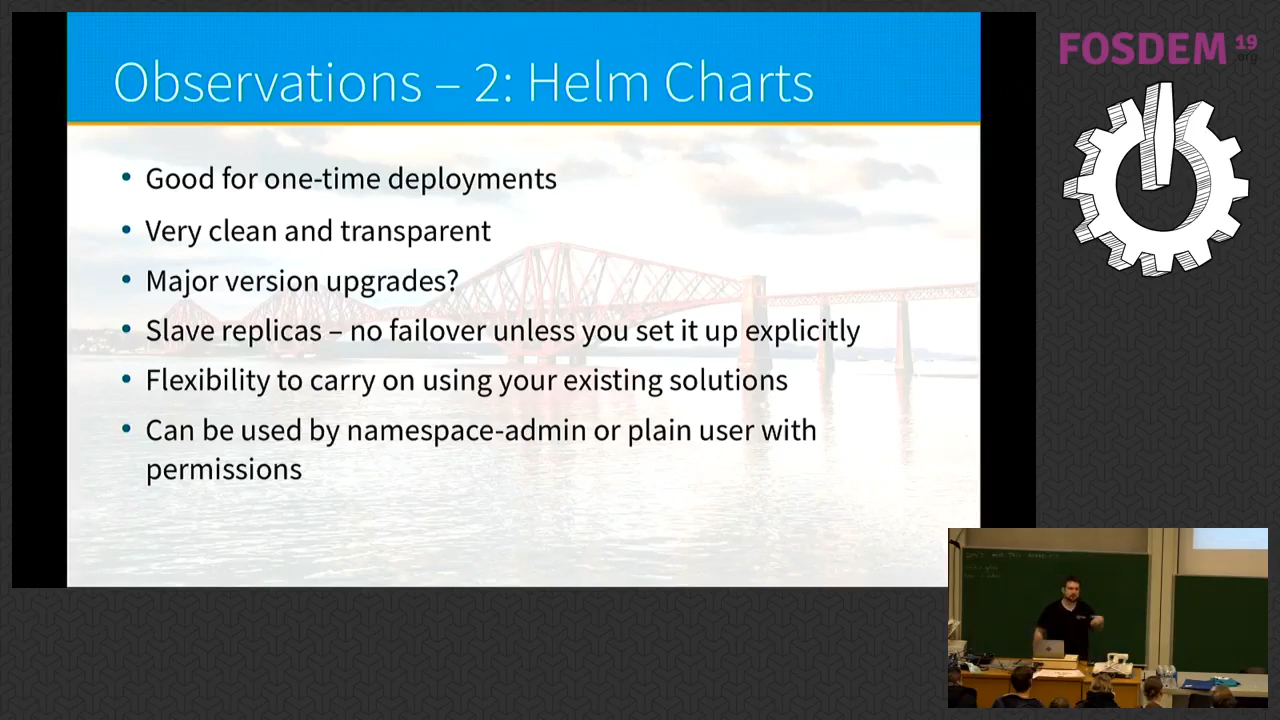 Observations – 2: Helm Charts
FOSDEM 19
.org
• Good for one-time deployments
• Very clean and transparent
• Major version upgrades?
• Slave replicas – no failover unless you set it up explicitly
• Flexibility to carry on using your existing solutions
• Can be used by namespace-admin or plain user with
permissions